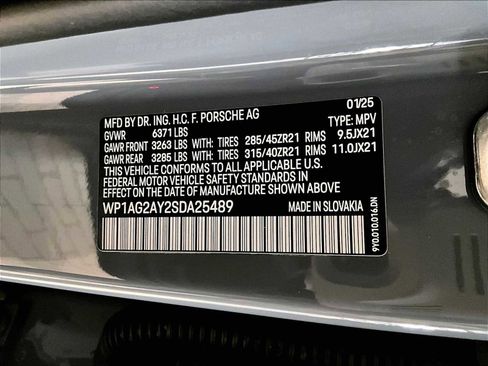 MFD BY DR. ING. H.C. F. PORSCHE AG 01/25
GVWR 6371 LBS TYPE: MPV
GAWR FRONT 3263 LBS WITH: TIRES 285/45ZR21 RIMS 9.5JX21
GAWR REAR 3285 LBS WITH: TIRES 315/40ZR21 RIMS 11.0JX21
THIS VEHICLE CONFORMS TO ALL APPLICABLE U.S.
FEDERAL MOTOR VEHICLE SAFETY STANDARDS IN
EFFECT ON THE DATE OF MANUFACTURE SHOWN ABOVE.
WP1AG2AY2SDA25489 MADE IN SLOVAKIA
9Y0.010.016.DN